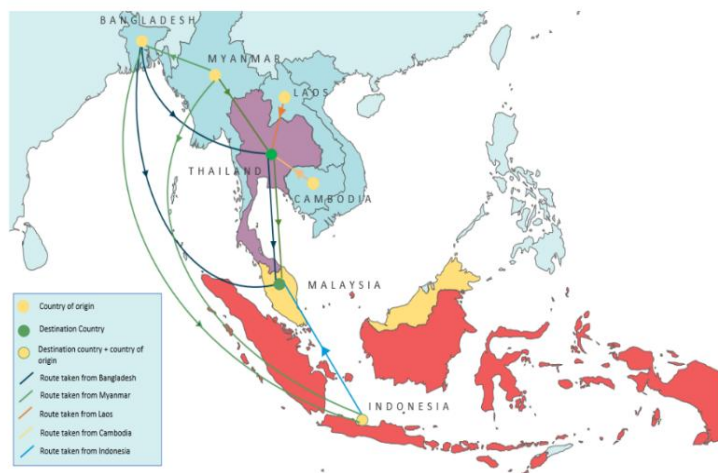 BANGLADESH
MYANMAR
LAOS
THAILAND
CAMBODIA
MALAYSIA
INDONESIA
Country of origin
Destination Country
Destination country + country of
origin
Route taken from Bangladesh
Route taken from Myanmar
Route taken from Laos
Route taken from Cambodia
Route taken from Indonesia